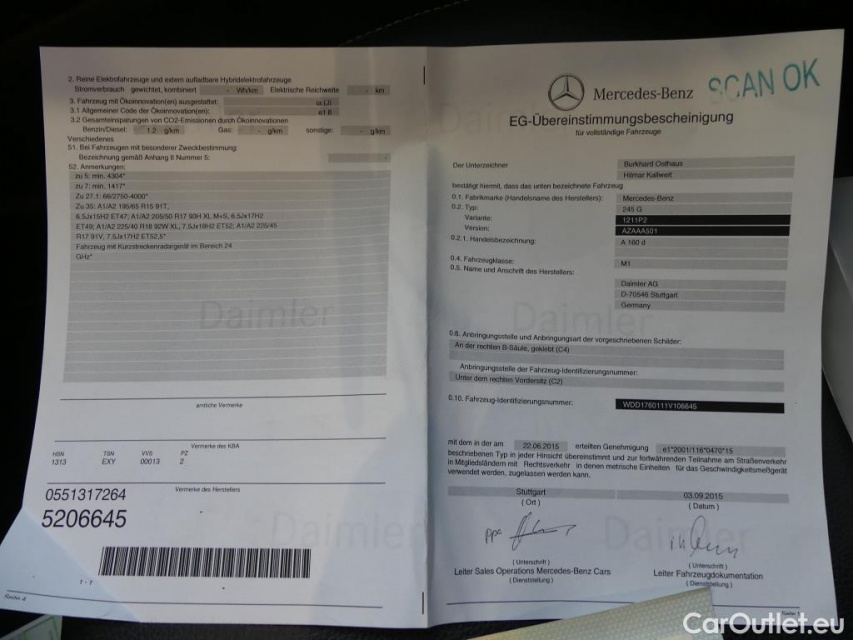 2. Reine Elektrofahrzeuge und extern aufladbare Hybridelektrofahrzeuge
Stromverbrauch gewichtet, kombiniert - Wh/km Elektrische Reichweite - km
3. Fahrzeug mit Ökoinnovation(en) ausgestattet:
3.1 Allgemeiner Code der Ökoinnovation(en):
3.2 Gesamteinsparungen von CO2-Emissionen durch Ökoinnovationen
Benzin/Diesel: 1,2 g/km Gas: - g/km sonstige: - g/km
Verschiedenes
51. Bei Fahrzeugen mit besonderer Zweckbestimmung:
Bezeichnung gemäß Anhang II Nummer 5: -
52. Anmerkungen:
zu 5: min. 4304*
zu 7: min. 1417*
Zu 27.1: 66/2750-4000*
Zu 35: A1/A2 195/65 R15 91T,
6.5Jx15H2 ET47; A1/A2 205/50 R17 93H XL, M+S, 6.5Jx17H2
ET49; A1/A2 225/40 R18 92W XL, 7.5Jx18H2 ET52; A1/A2 225/45
R17 91V, 7.5Jx17H2 ET52,5*
Fahrzeug mit Kurzstreckenradargerät im Bereich 24
GHz*
Daimler
amtliche Vermerke
Vermerke des KBA
HSN TSN VVS PZ
1313 EXY 00013 2
Vermerke des Herstellers
0551317264
5206645
Daimler
Mercedes-Benz
SCAN OK
EG-Übereinstimmungsbescheinigung
für vollständige Fahrzeuge
Der Unterzeichner Burkhard Osthaus
Hilmar Kallweit
bestätigt hiermit, dass das unten bezeichnete Fahrzeug
0.1. Fabrikmarke (Handelsname des Herstellers): Mercedes-Benz
0.2. Typ: 245 G
Variante: 1211P2
Version: AZAAA501
0.2.1. Handelsbezeichnung: A 160 d
0.4. Fahrzeugklasse: M1
0.5. Name und Anschrift des Herstellers:
Daimler AG
D-70546 Stuttgart
Germany
Daimler
0.8. Anbringungsstelle und Anbringungsart der vorgeschriebenen Schilder:
An der rechten B-Säule, geklebt (C4)
Anbringungsstelle der Fahrzeug-Identifizierungsnummer:
Unter dem rechten Vordersitz (C2)
0.10. Fahrzeug-Identifizierungsnummer: WDD1760111V106645
mit dem in der am 22.06.2015 erteilten Genehmigung e1*2001/116*0470*15
beschriebenen Typ in jeder Hinsicht übereinstimmt und zur fortwährenden Teilnahme am Straßenverkehr
in Mitgliedsländern mit Rechtsverkehr in denen metrische Einheiten für das Geschwindigkeitsmeßgerät
verwendet werden, zugelassen werden kann.
Stuttgart 03.09.2015
(Ort) (Datum)
Daimler
ppa
(Unterschrift) (Unterschrift)
Leiter Sales Operations Mercedes-Benz Cars Leiter Fahrzeugdokumentation
(Dienststellung) (Dienststellung)
CarOutlet.eu